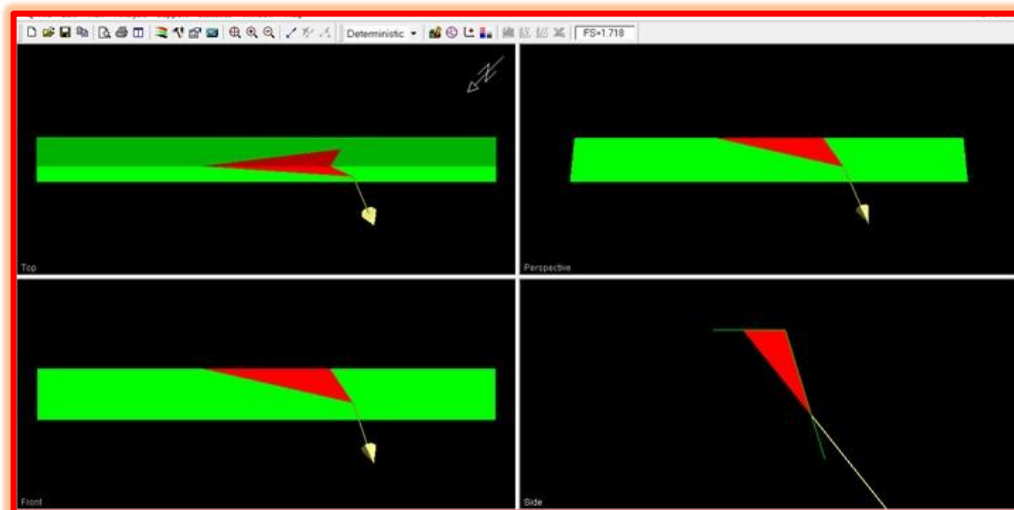 Deterministic FS=1.718
N
Top
Perspective
Front
Side